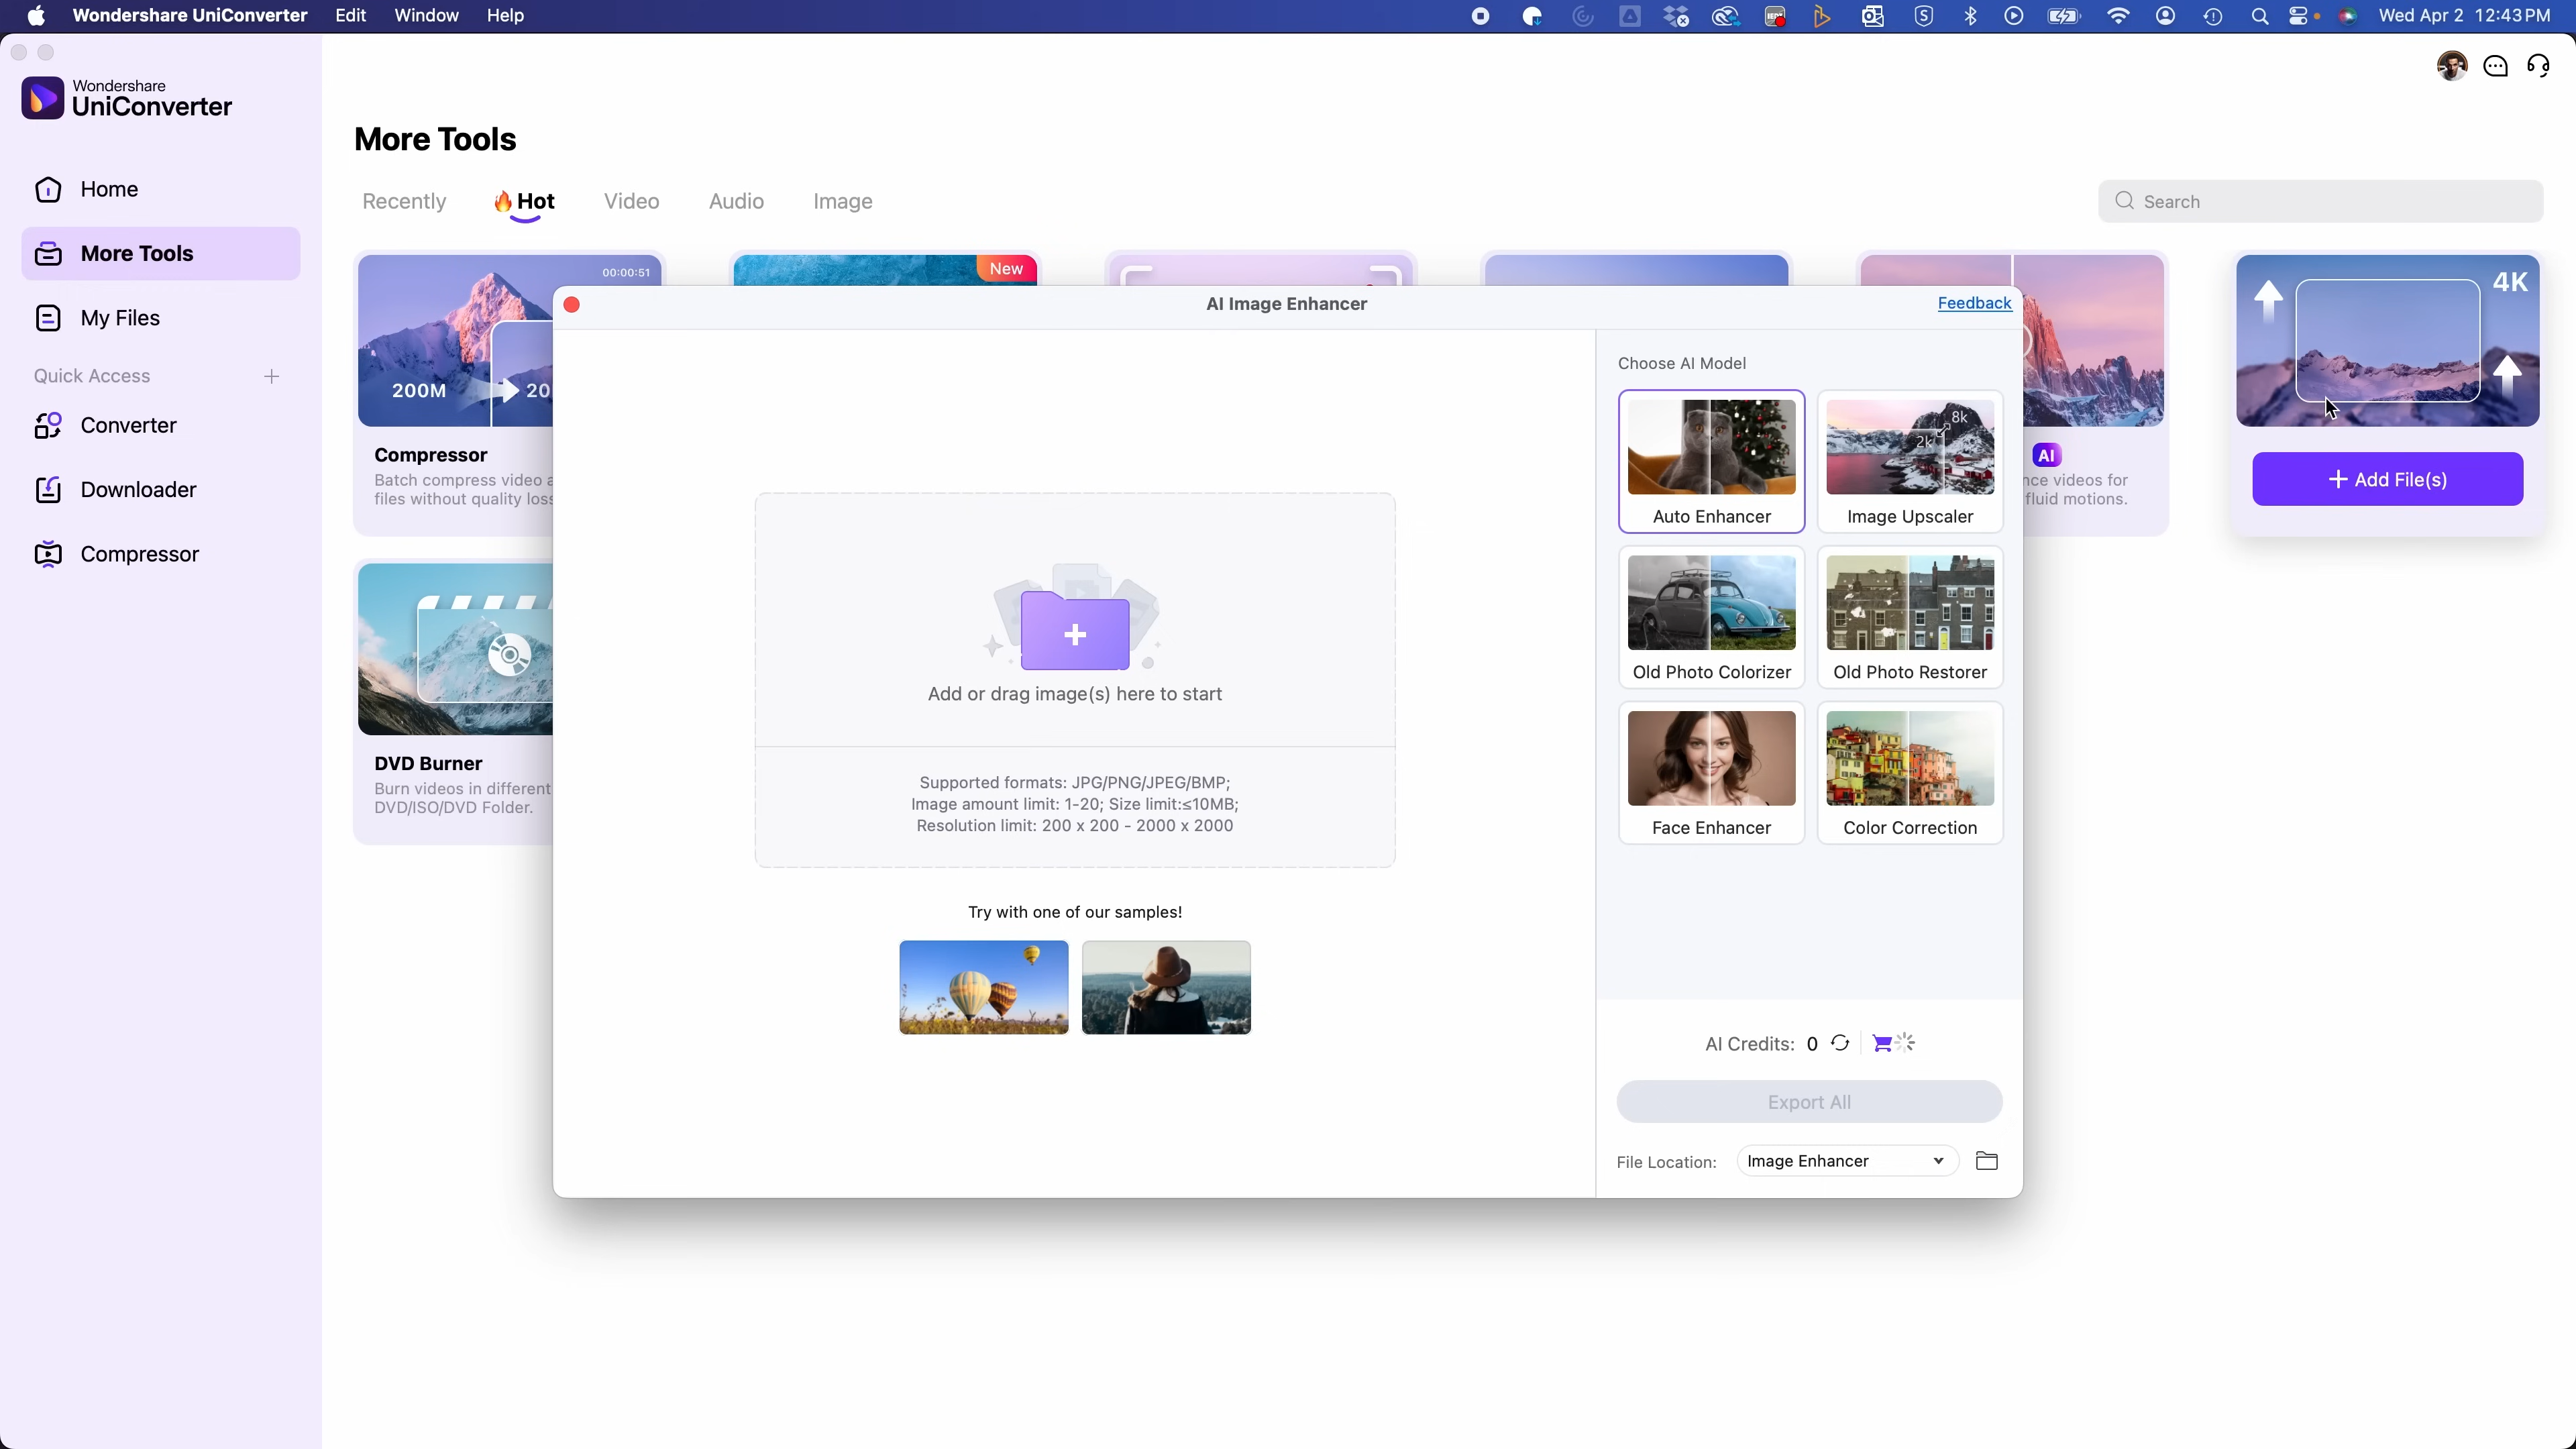 Wondershare UniConverter Edit Window Help
Wed Apr 2 12:43 PM
Wondershare
UniConverter
Home
More Tools
My Files
Quick Access
Converter
Downloader
Compressor
More Tools
Recently Hot Video Audio Image
Search
00:00:51
200M
20
Compressor
Batch compress video
files without quality
New
AI
videos for
fluid motions.
4K
Add File(s)
DVD Burner
Burn videos in different
DVD/ISO/DVD Folder.
AI Image Enhancer
Feedback
Add or drag image(s) here to start
Supported formats: JPG/PNG/JPEG/BMP;
Image amount limit: 1-20; Size limit:≤10MB;
Resolution limit: 200 x 200 - 2000 x 2000
Try with one of our samples!
Choose AI Model
Auto Enhancer
8k
2k
Image Upscaler
Old Photo Colorizer
Old Photo Restorer
Face Enhancer
Color Correction
AI Credits: 0
Export All
File Location: Image Enhancer